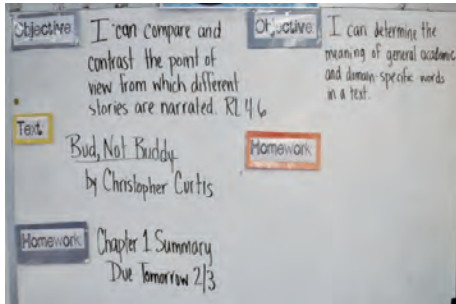 Objective
I can compare and
contrast the point of
view from which different
stories are narrated. RL 4.6
Text
Bud, Not Buddy
by Christopher Curtis
Homework
Chapter 1 Summary
Due Tomorrow 2/3
Objective
I can determine the
meaning of general academic
and domain-specific words
in a text.
Homework